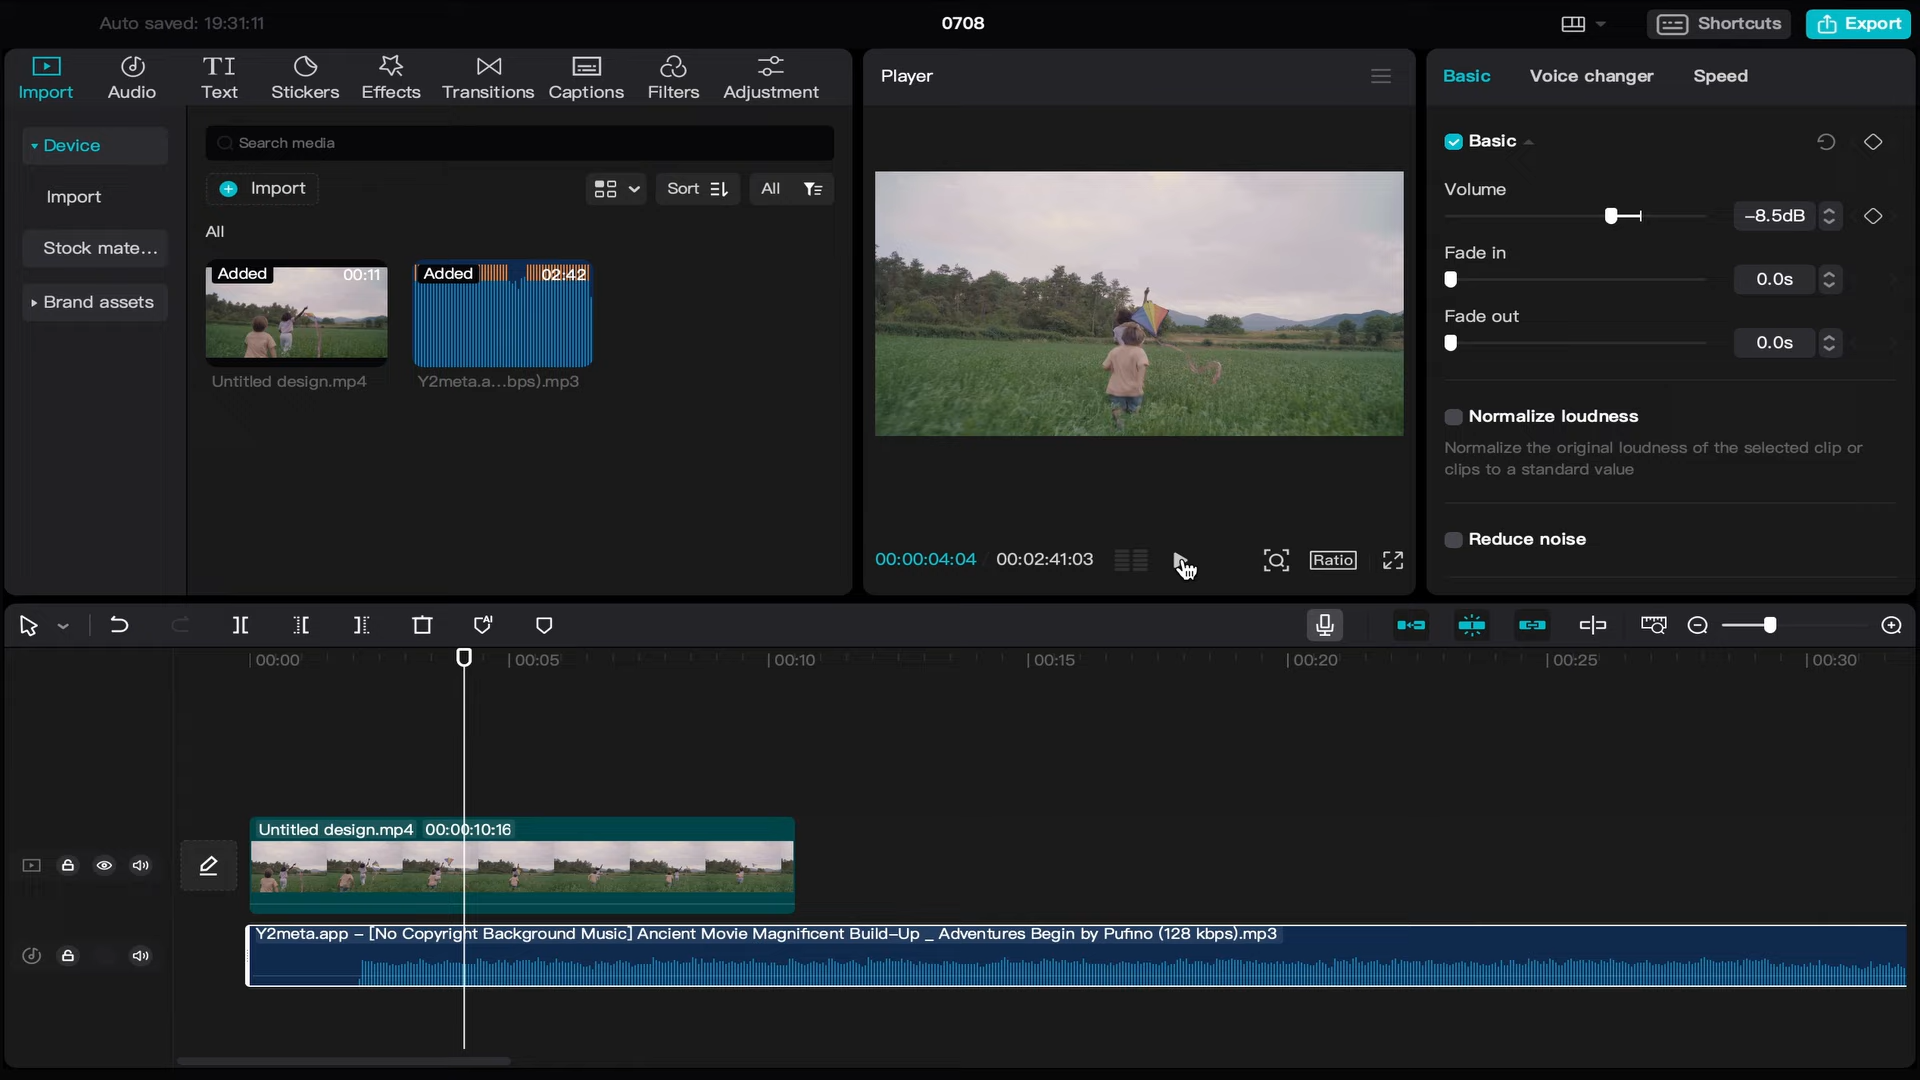 Auto saved: 19:31:11
0708
Shortcuts
Export
Import
Audio
Text
Stickers
Effects
Transitions
Captions
Filters
Adjustment
Device
Import
Stock mate...
Brand assets
Search media
Import
Sort
All
All
Added
00:11
Added
02:42
Untitled design.mp4
Y2meta.a...bps).mp3
Player
00:00:04:04
00:02:41:03
Ratio
Basic
Voice changer
Speed
Basic
Volume
-8.5dB
Fade in
0.0s
Fade out
0.0s
Normalize loudness
Normalize the original loudness of the selected clip or
clips to a standard value
Reduce noise
00:00
00:05
00:10
00:15
00:20
00:25
00:30
Untitled design.mp4 00:00:10:16
Y2meta.app – [No Copyright Background Music] Ancient Movie Magnificent Build-Up _ Adventures Begin by Pufino (128 kbps).mp3